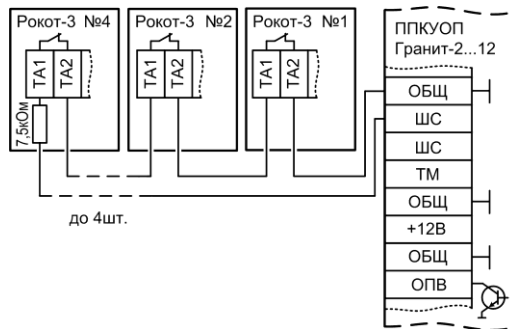 Рокот-3 №4
Рокот-3 №2
Рокот-3 №1
ТА1
ТА2
ТА1
ТА2
ТА1
ТА2
7,5кОм
до 4шт.
ППКУОП
Гранит-2...12
ОБЩ
ШС
ШС
ТМ
ОБЩ
+12В
ОБЩ
ОПВ